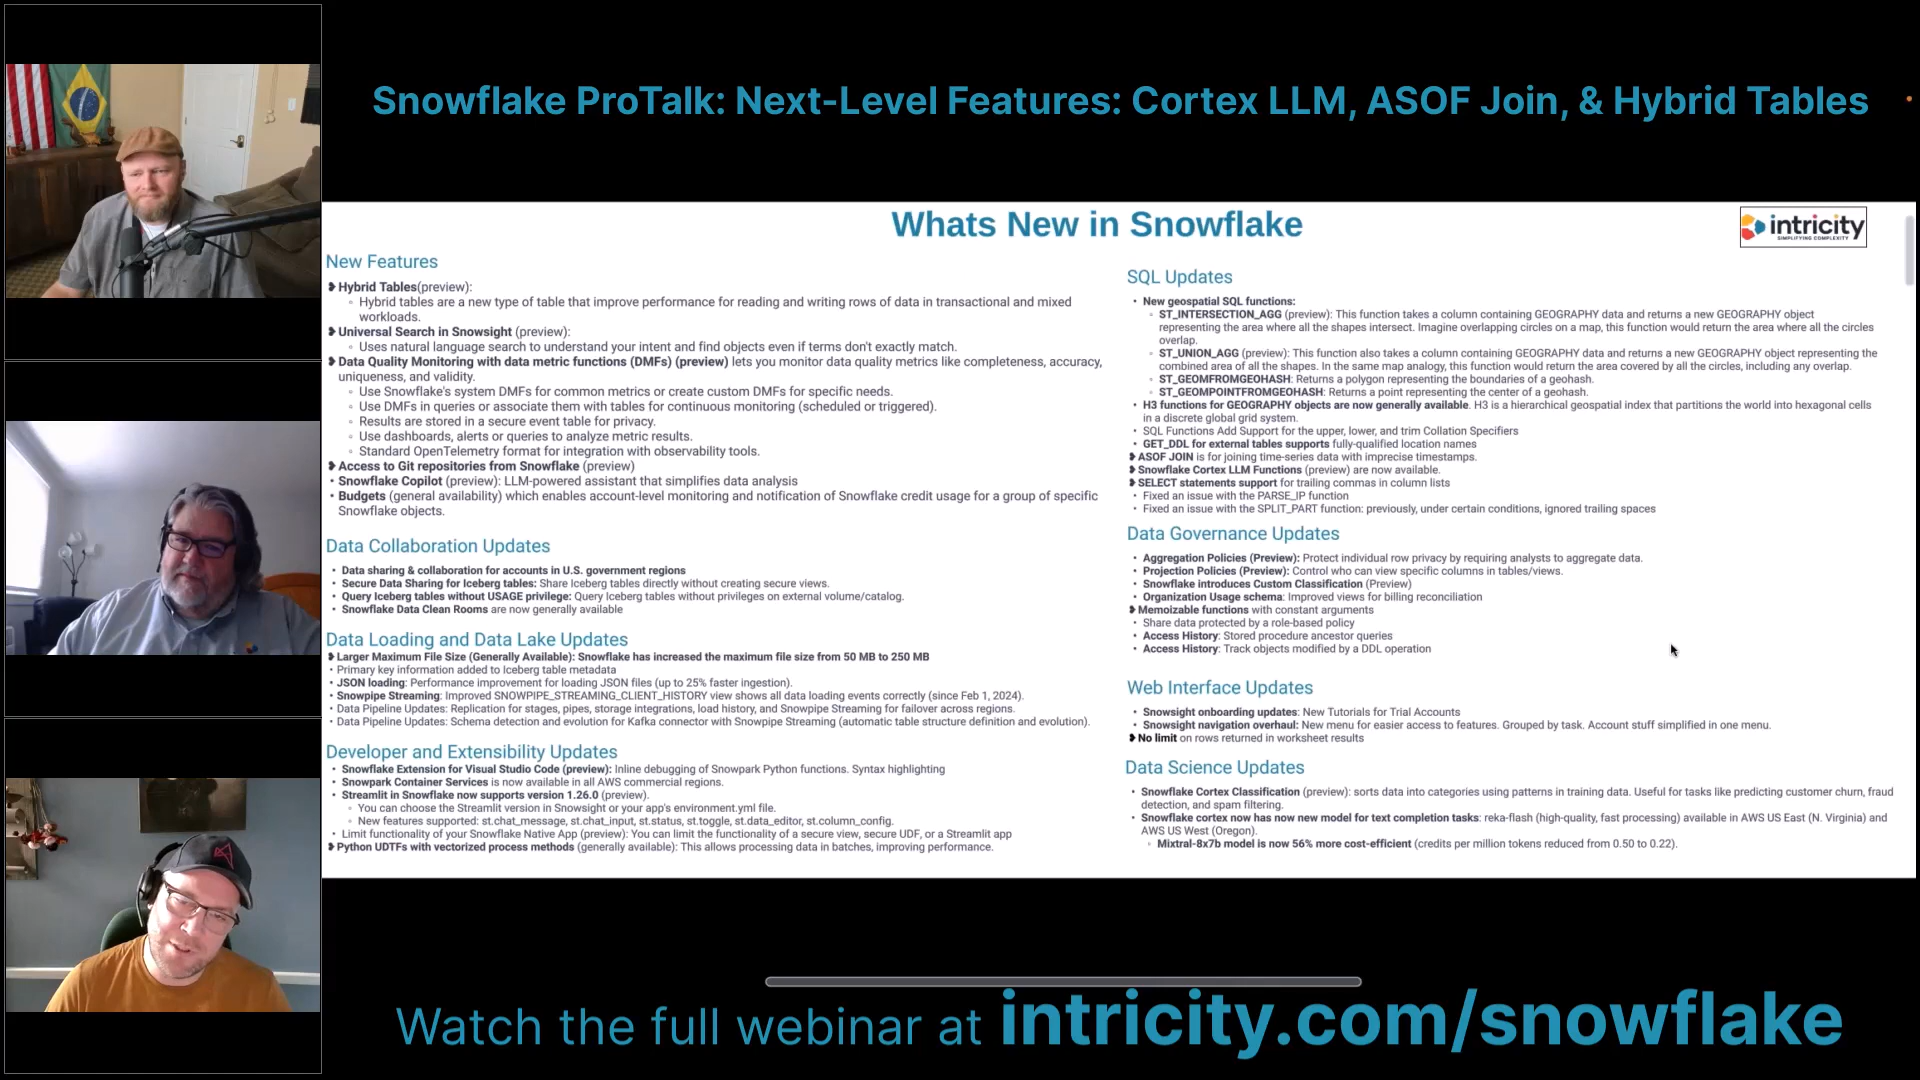 Snowflake ProTalk: Next-Level Features: Cortex LLM, ASOF Join, & Hybrid Tables
Whats New in Snowflake
intricity
SIMPLIFYING COMPLEXITY
New Features
❥ Hybrid Tables(preview):
◦ Hybrid tables are a new type of table that improve performance for reading and writing rows of data in transactional and mixed
workloads.
❥ Universal Search in Snowsight (preview):
◦ Uses natural language search to understand your intent and find objects even if terms don't exactly match.
❥ Data Quality Monitoring with data metric functions (DMFs) (preview) lets you monitor data quality metrics like completeness, accuracy,
uniqueness, and validity.
◦ Use Snowflake's system DMFs for common metrics or create custom DMFs for specific needs.
◦ Use DMFs in queries or associate them with tables for continuous monitoring (scheduled or triggered).
◦ Results are stored in a secure event table for privacy.
◦ Use dashboards, alerts or queries to analyze metric results.
◦ Standard OpenTelemetry format for integration with observability tools.
❥ Access to Git repositories from Snowflake (preview)
• Snowflake Copilot (preview): LLM-powered assistant that simplifies data analysis
• Budgets (general availability) which enables account-level monitoring and notification of Snowflake credit usage for a group of specific
Snowflake objects.
Data Collaboration Updates
• Data sharing & collaboration for accounts in U.S. government regions
• Secure Data Sharing for Iceberg tables: Share Iceberg tables directly without creating secure views.
• Query Iceberg tables without USAGE privilege: Query Iceberg tables without privileges on external volume/catalog.
• Snowflake Data Clean Rooms are now generally available
Data Loading and Data Lake Updates
❥ Larger Maximum File Size (Generally Available): Snowflake has increased the maximum file size from 50 MB to 250 MB
• Primary key information added to Iceberg table metadata
• JSON loading: Performance improvement for loading JSON files (up to 25% faster ingestion).
• Snowpipe Streaming: Improved SNOWPIPE_STREAMING_CLIENT_HISTORY view shows all data loading events correctly (since Feb 1, 2024).
• Data Pipeline Updates: Replication for stages, pipes, storage integrations, load history, and Snowpipe Streaming for failover across regions.
• Data Pipeline Updates: Schema detection and evolution for Kafka connector with Snowpipe Streaming (automatic table structure definition and evolution).
Developer and Extensibility Updates
• Snowflake Extension for Visual Studio Code (preview): Inline debugging of Snowpark Python functions. Syntax highlighting
• Snowpark Container Services is now available in all AWS commercial regions.
• Streamlit in Snowflake now supports version 1.26.0 (preview).
◦ You can choose the Streamlit version in Snowsight or your app's environment.yml file.
◦ New features supported: st.chat_message, st.chat_input, st.status, st.toggle, st.data_editor, st.column_config.
• Limit functionality of your Snowflake Native App (preview): You can limit the functionality of a secure view, secure UDF, or a Streamlit app
❥ Python UDTFs with vectorized process methods (generally available): This allows processing data in batches, improving performance.
SQL Updates
• New geospatial SQL functions:
◦ ST_INTERSECTION_AGG (preview): This function takes a column containing GEOGRAPHY data and returns a new GEOGRAPHY object
representing the area where all the shapes intersect. Imagine overlapping circles on a map, this function would return the area where all the circles
overlap.
◦ ST_UNION_AGG (preview): This function also takes a column containing GEOGRAPHY data and returns a new GEOGRAPHY object representing the
combined area of all the shapes. In the same map analogy, this function would return the area covered by all the circles, including any overlap.
◦ ST_GEOMFROMGEOHASH: Returns a polygon representing the boundaries of a geohash.
◦ ST_GEOMPOINTFROMGEOHASH: Returns a point representing the center of a geohash.
• H3 functions for GEOGRAPHY objects are now generally available. H3 is a hierarchical geospatial index that partitions the world into hexagonal cells
in a discrete global grid system.
• SQL Functions Add Support for the upper, lower, and trim Collation Specifiers
• GET_DDL for external tables supports fully-qualified location names
❥ ASOF JOIN is for joining time-series data with imprecise timestamps.
❥ Snowflake Cortex LLM Functions (preview) are now available.
❥ SELECT statements support for trailing commas in column lists
• Fixed an issue with the PARSE_IP function
• Fixed an issue with the SPLIT_PART function: previously, under certain conditions, ignored trailing spaces
Data Governance Updates
• Aggregation Policies (Preview): Protect individual row privacy by requiring analysts to aggregate data.
• Projection Policies (Preview): Control who can view specific columns in tables/views.
• Snowflake introduces Custom Classification (Preview)
• Organization Usage schema: Improved views for billing reconciliation
❥ Memoizable functions with constant arguments
• Share data protected by a role-based policy
• Access History: Stored procedure ancestor queries
• Access History: Track objects modified by a DDL operation
Web Interface Updates
• Snowsight onboarding updates: New Tutorials for Trial Accounts
• Snowsight navigation overhaul: New menu for easier access to features. Grouped by task. Account stuff simplified in one menu.
❥ No limit on rows returned in worksheet results
Data Science Updates
• Snowflake Cortex Classification (preview): sorts data into categories using patterns in training data. Useful for tasks like predicting customer churn, fraud
detection, and spam filtering.
• Snowflake cortex now has now new model for text completion tasks: reka-flash (high-quality, fast processing) available in AWS US East (N. Virginia) and
AWS US West (Oregon).
◦ Mixtral-8x7b model is now 56% more cost-efficient (credits per million tokens reduced from 0.50 to 0.22).
Watch the full webinar at intricity.com/snowflake